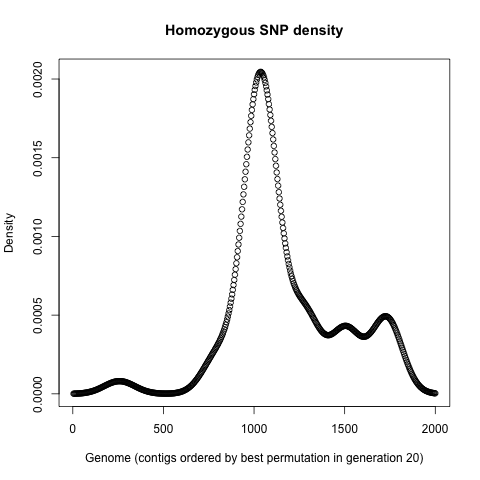 Homozygous SNP density
Density
0.0020
0.0015
0.0010
0.0005
0.0000
0 500 1000 1500 2000
Genome (contigs ordered by best permutation in generation 20)